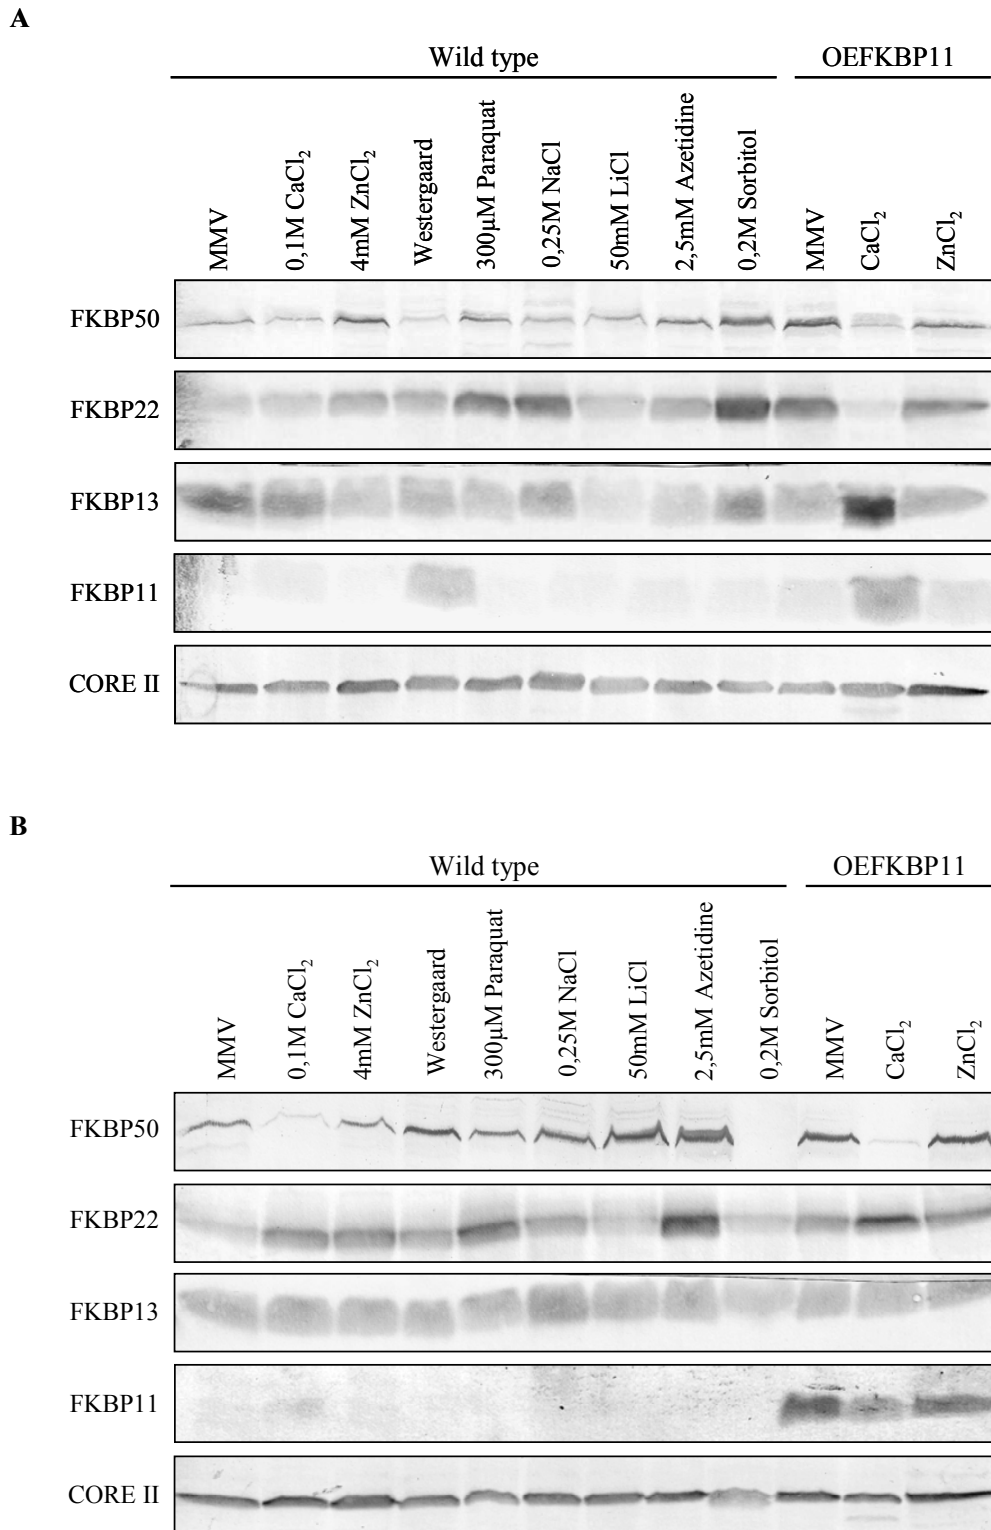 A
Wild type OEFKBP11
MMV 0,1M CaCl₂ 4mM ZnCl₂ Westergaard 300µM Paraquat 0,25M NaCl 50mM LiCl 2,5mM Azetidine 0,2M Sorbitol MMV CaCl₂ ZnCl₂
FKBP50
FKBP22
FKBP13
FKBP11
CORE II
B
Wild type OEFKBP11
MMV 0,1M CaCl₂ 4mM ZnCl₂ Westergaard 300µM Paraquat 0,25M NaCl 50mM LiCl 2,5mM Azetidine 0,2M Sorbitol MMV CaCl₂ ZnCl₂
FKBP50
FKBP22
FKBP13
FKBP11
CORE II